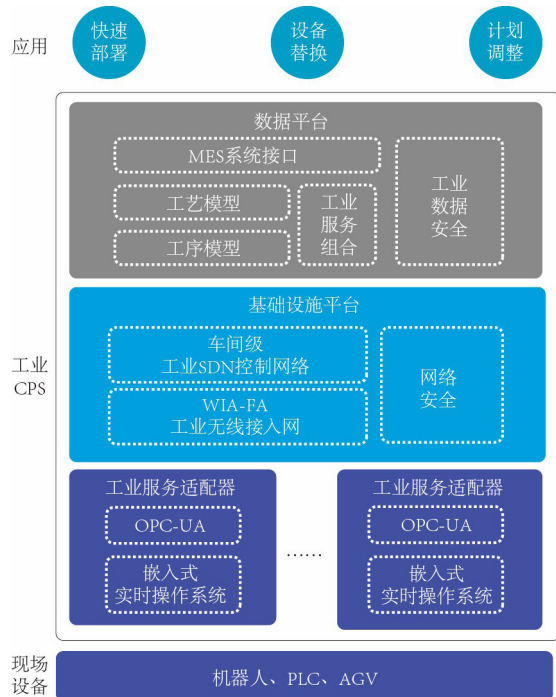 应用
快速
部署
设备
替换
计划
调整
工业
CPS
数据平台
MES系统接口
工艺模型
工序模型
工业
服务
组合
工业
数据
安全
基础设施平台
车间级
工业SDN控制网络
WIA-FA
工业无线接入网
网络
安全
工业服务适配器
OPC-UA
嵌入式
实时操作系统
……
工业服务适配器
OPC-UA
嵌入式
实时操作系统
现场
设备
机器人、PLC、AGV